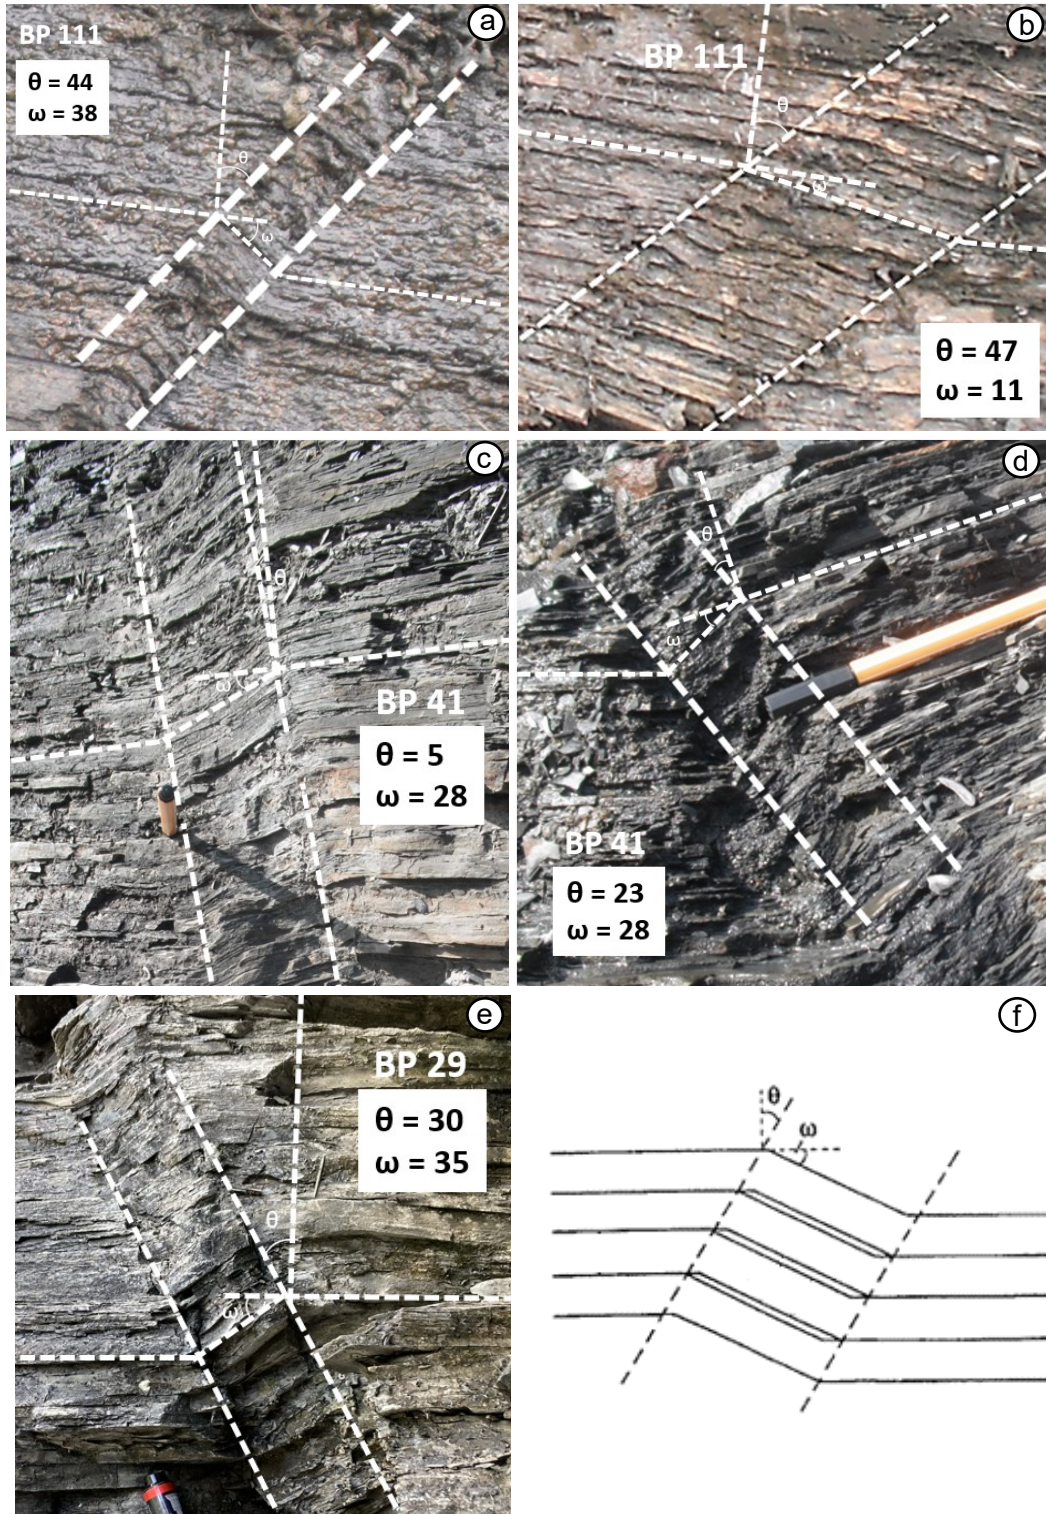 a
BP 111
θ = 44
ω = 38
θ
ω
b
BP 111
θ
ω
θ = 47
ω = 11
c
θ
ω
BP 41
θ = 5
ω = 28
d
θ
ω
BP 41
θ = 23
ω = 28
e
BP 29
θ = 30
ω = 35
θ
ω
f
θ
ω